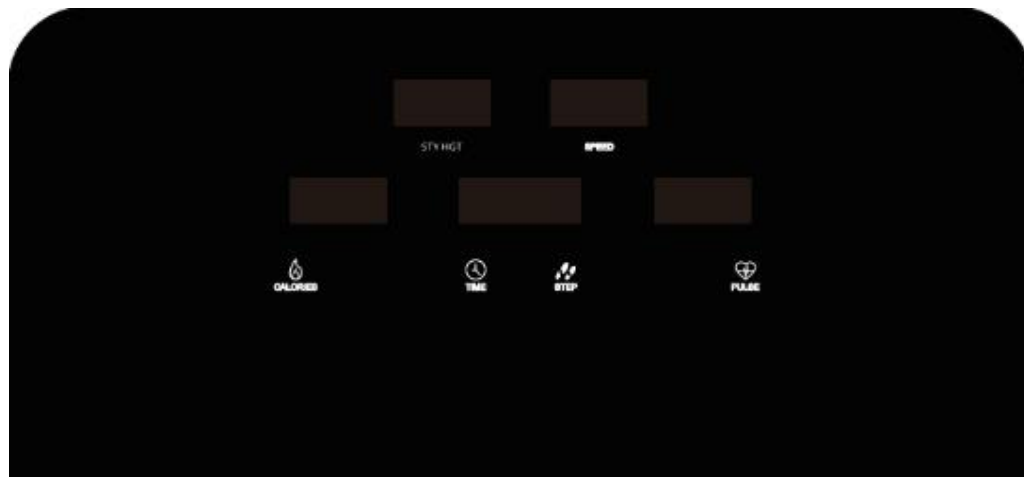 STY HGT
SPEED
CALORIES
TIME
STEP
PULSE